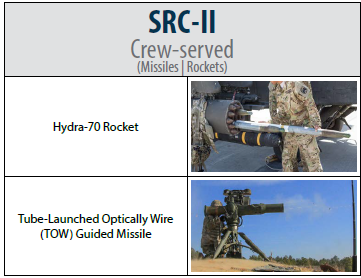 SRC-II
Crew-served
(Missiles | Rockets)
Hydra-70 Rocket
Tube-Launched Optically Wire
(TOW) Guided Missile